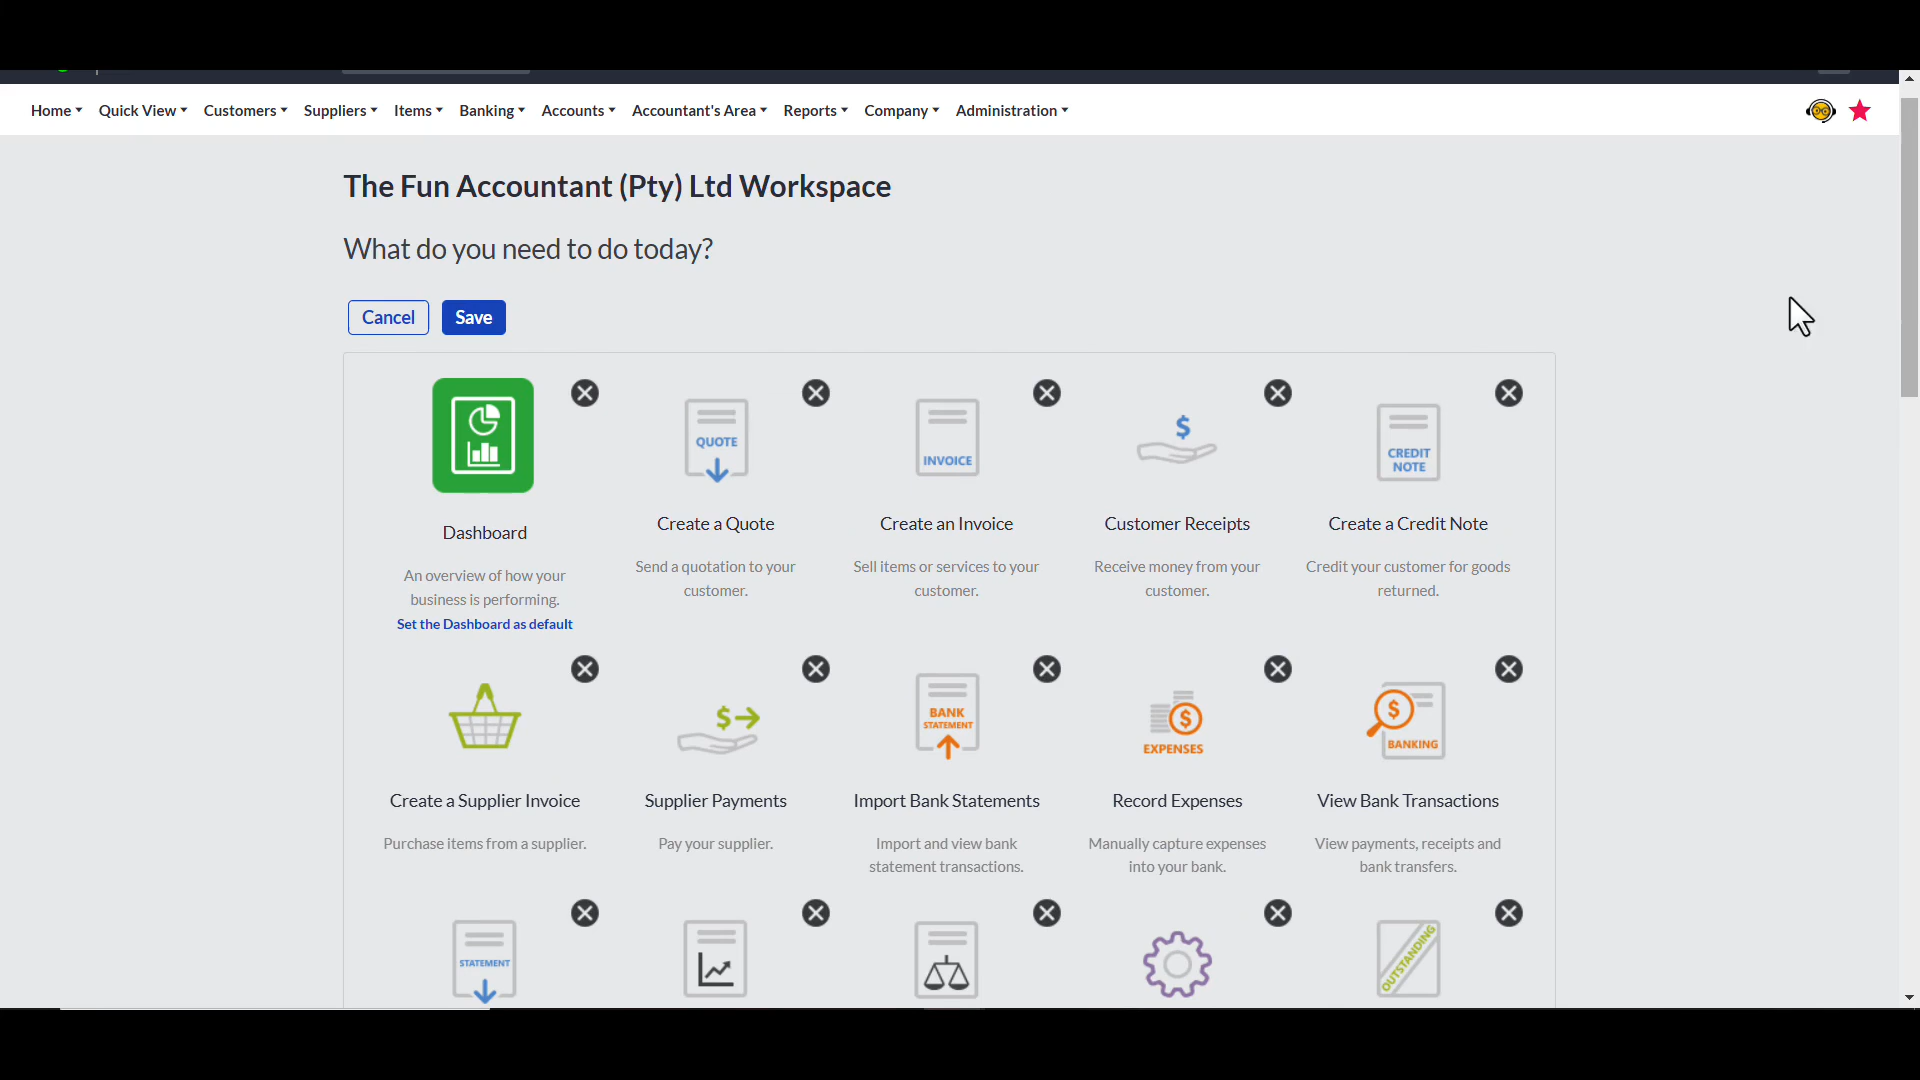 Home Quick View Customers Suppliers Items Banking Accounts Accountant's Area Reports Company Administration
The Fun Accountant (Pty) Ltd Workspace
What do you need to do today?
Cancel Save
QUOTE
INVOICE
$
CREDIT
NOTE
Dashboard
Create a Quote
Create an Invoice
Customer Receipts
Create a Credit Note
An overview of how your
business is performing.
Set the Dashboard as default
Send a quotation to your
customer.
Sell items or services to your
customer.
Receive money from your
customer.
Credit your customer for goods
returned.
$
BANK
STATEMENT
$
EXPENSES
$
BANKING
Create a Supplier Invoice
Supplier Payments
Import Bank Statements
Record Expenses
View Bank Transactions
Purchase items from a supplier.
Pay your supplier.
Import and view bank
statement transactions.
Manually capture expenses
into your bank.
View payments, receipts and
bank transfers.
STATEMENT
OUTSTANDING